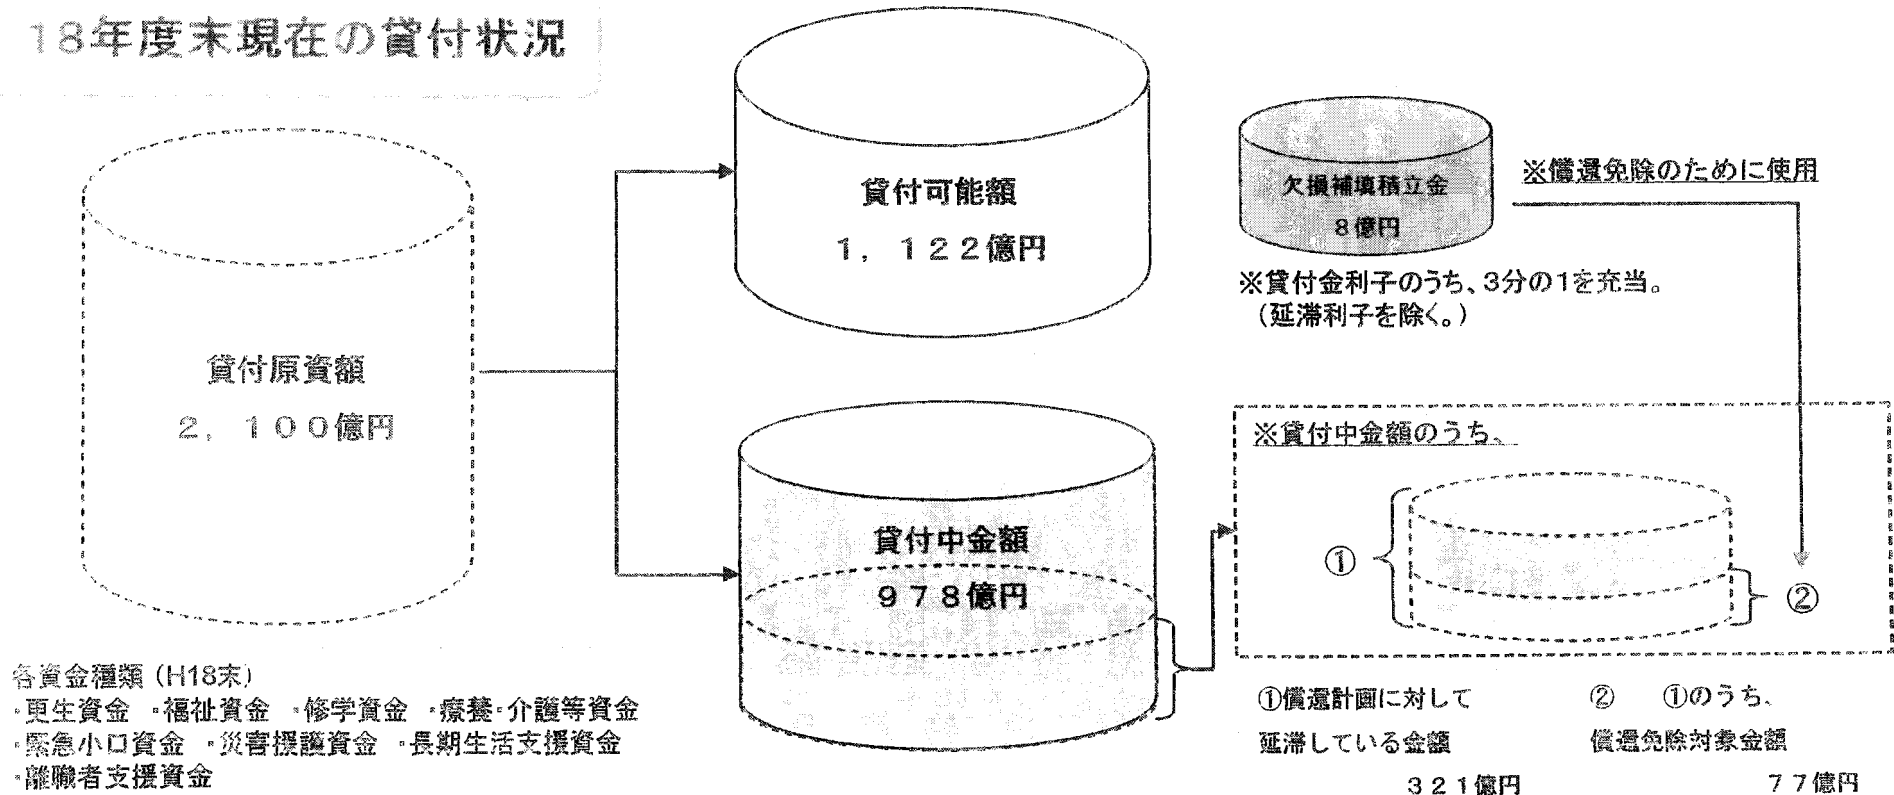 18年度末現在の貸付状況
貸付原資額
2，100億円
貸付可能額
1，122億円
貸付中金額
978億円
欠損補填積立金
8億円
※償還免除のために使用
※貸付金利子のうち、3分の1を充当。
（延滞利子を除く。）
※貸付中金額のうち、
①
②
①償還計画に対して
延滞している金額
321億円
②　①のうち、
償還免除対象金額
77億円
各資金種類（H18末）
・更生資金　・福祉資金　・修学資金　・療養・介護等資金
・緊急小口資金　・災害援護資金　・長期生活支援資金
・離職者支援資金